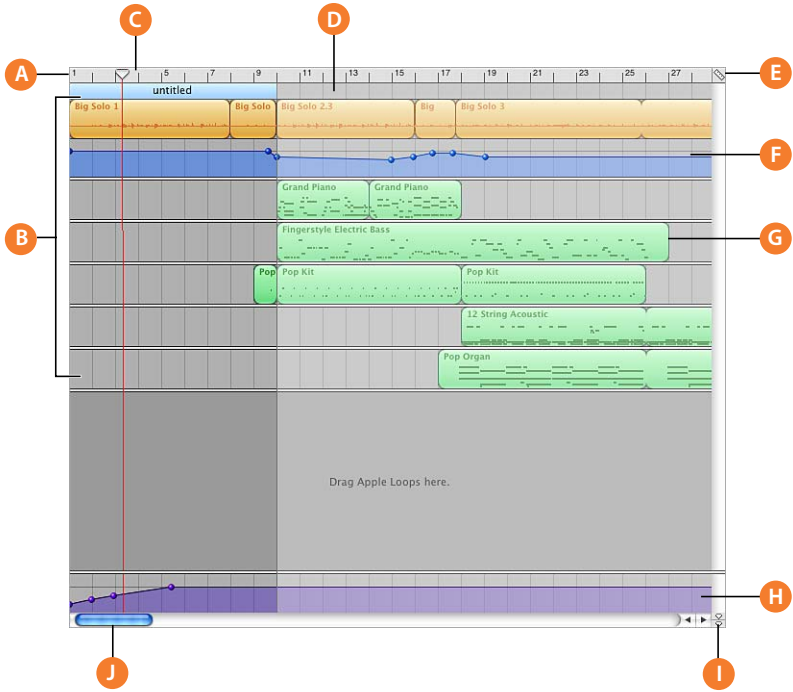 C
D
A
E
1
5
7
9
11
13
15
17
19
21
23
25
27
untitled
Big Solo 1
Big Solo
Big Solo 2.3
Big
Big Solo 3
F
Grand Piano
Grand Piano
B
Fingerstyle Electric Bass
G
Pop
Pop Kit
Pop Kit
12 String Acoustic
Pop Organ
Drag Apple Loops here.
H
J
I